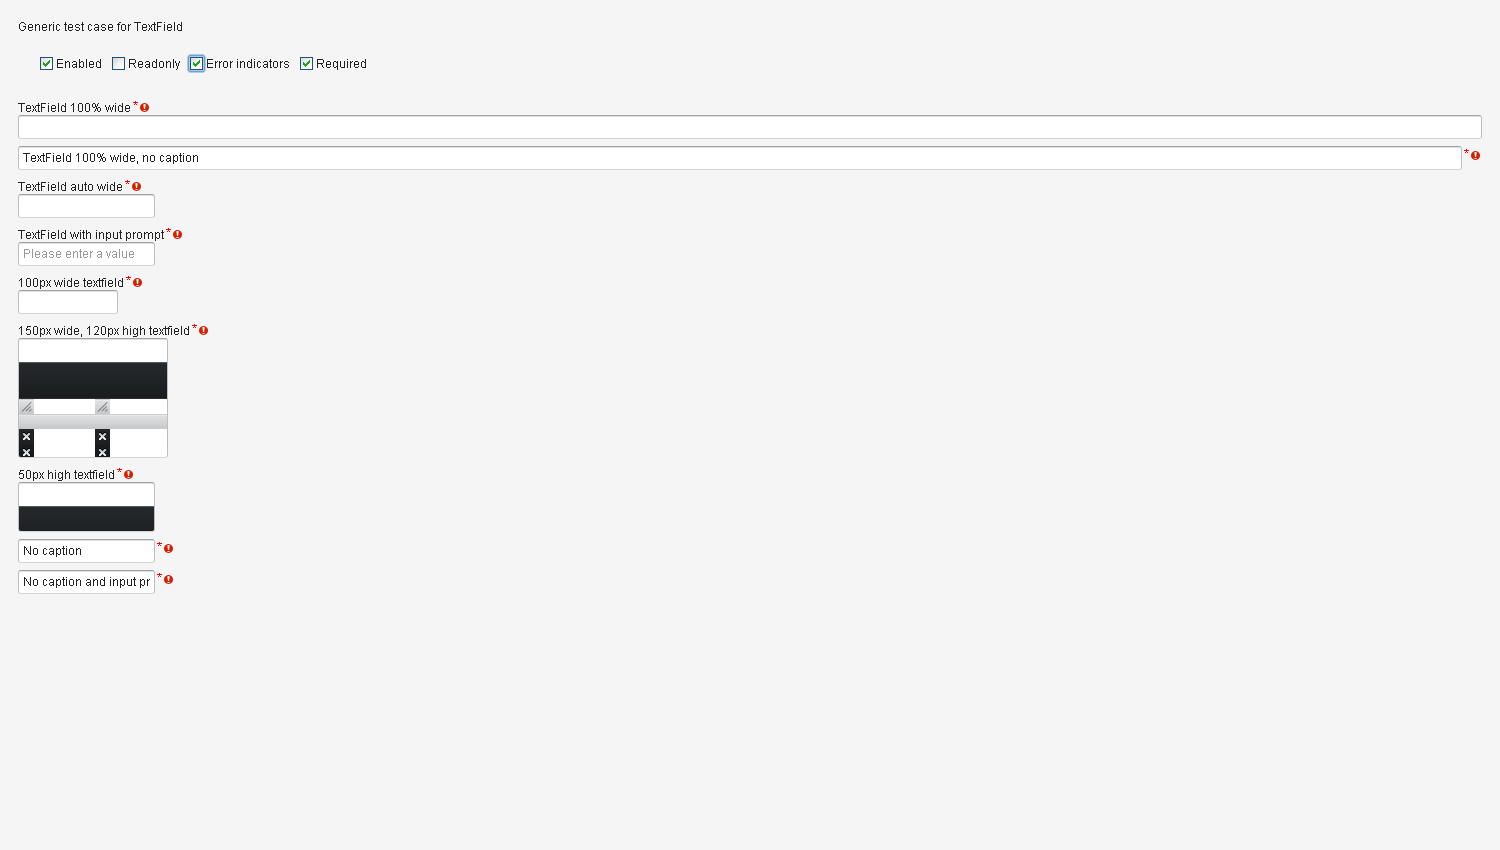 Generic test case for TextField
Enabled Readonly Error indicators Required
TextField 100% wide *
TextField 100% wide, no caption *
TextField auto wide *
TextField with input prompt *
Please enter a value
100px wide textfield *
150px wide, 120px high textfield *
50px high textfield *
No caption *
No caption and input pr *